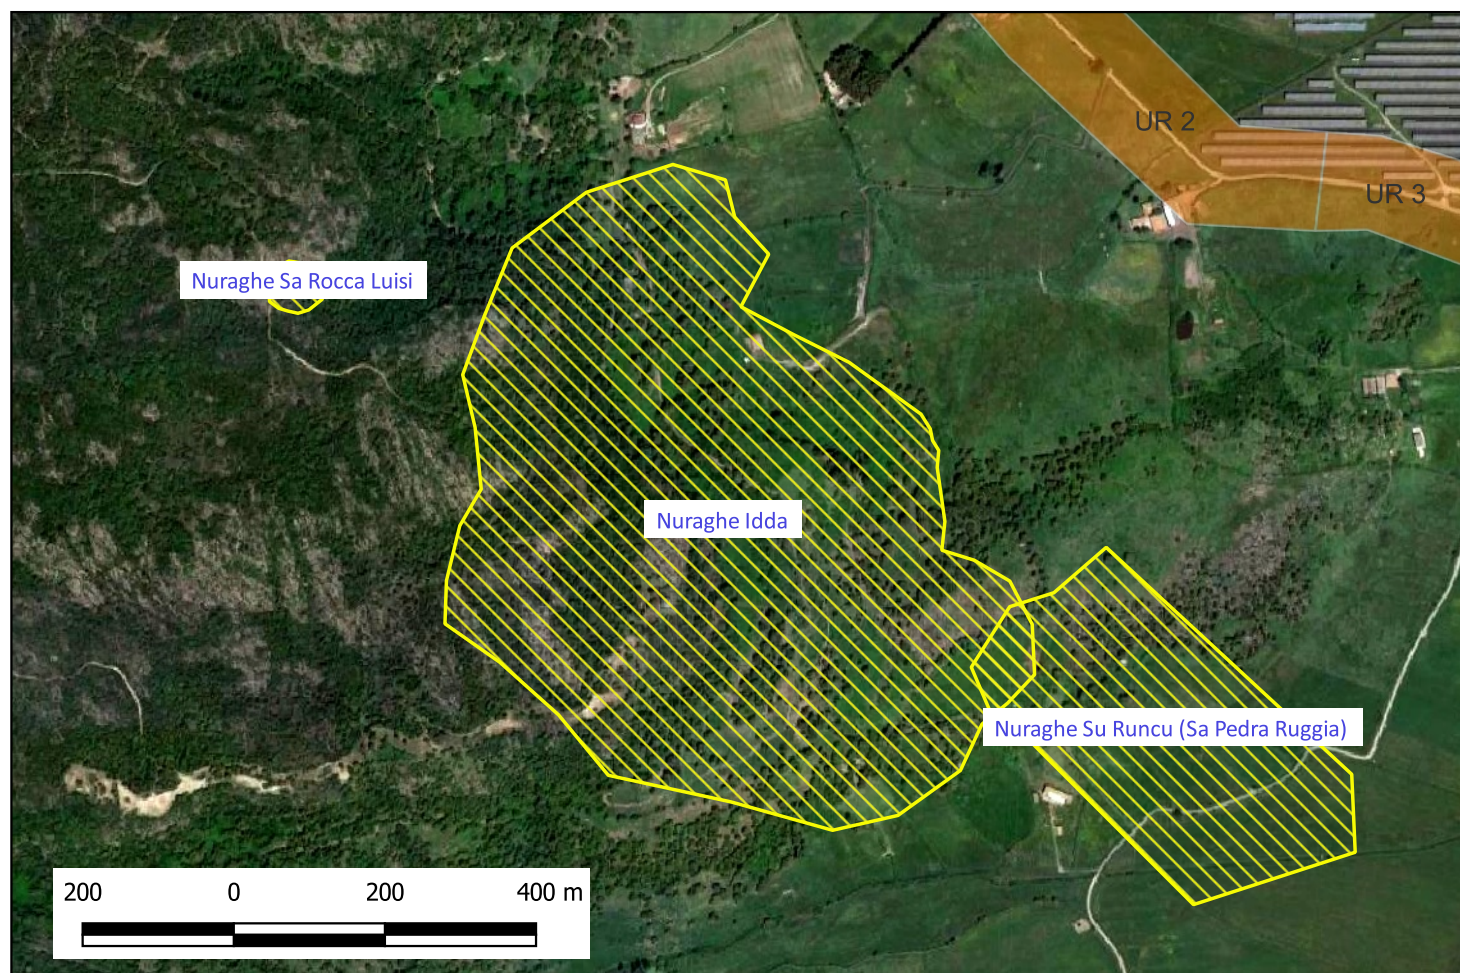 UR 2
UR 3
Nuraghe Sa Rocca Luisi
Nuraghe Idda
Nuraghe Su Runcu (Sa Pedra Ruggia)
200 0 200 400 m